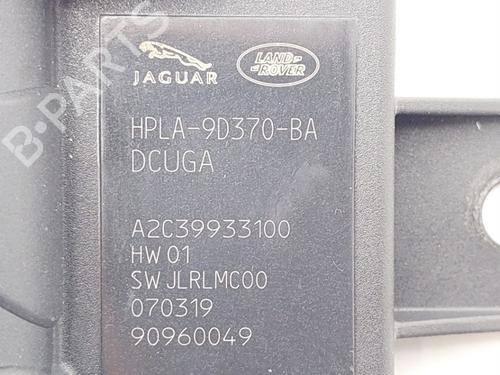 B-PARTS
JAGUAR
LAND
ROVER
HPLA-9D370-BA
DCUGA
A2C39933100
HW 01
SW JLRLMC00
070319
90960049